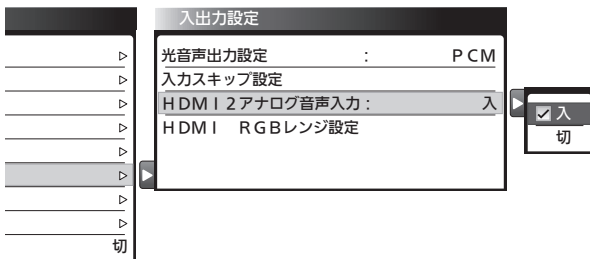 入出力設定
光音声出力設定 : PCM
入力スキップ設定
HDMI2アナログ音声入力: 入
HDMI RGBレンジ設定
入
切
切